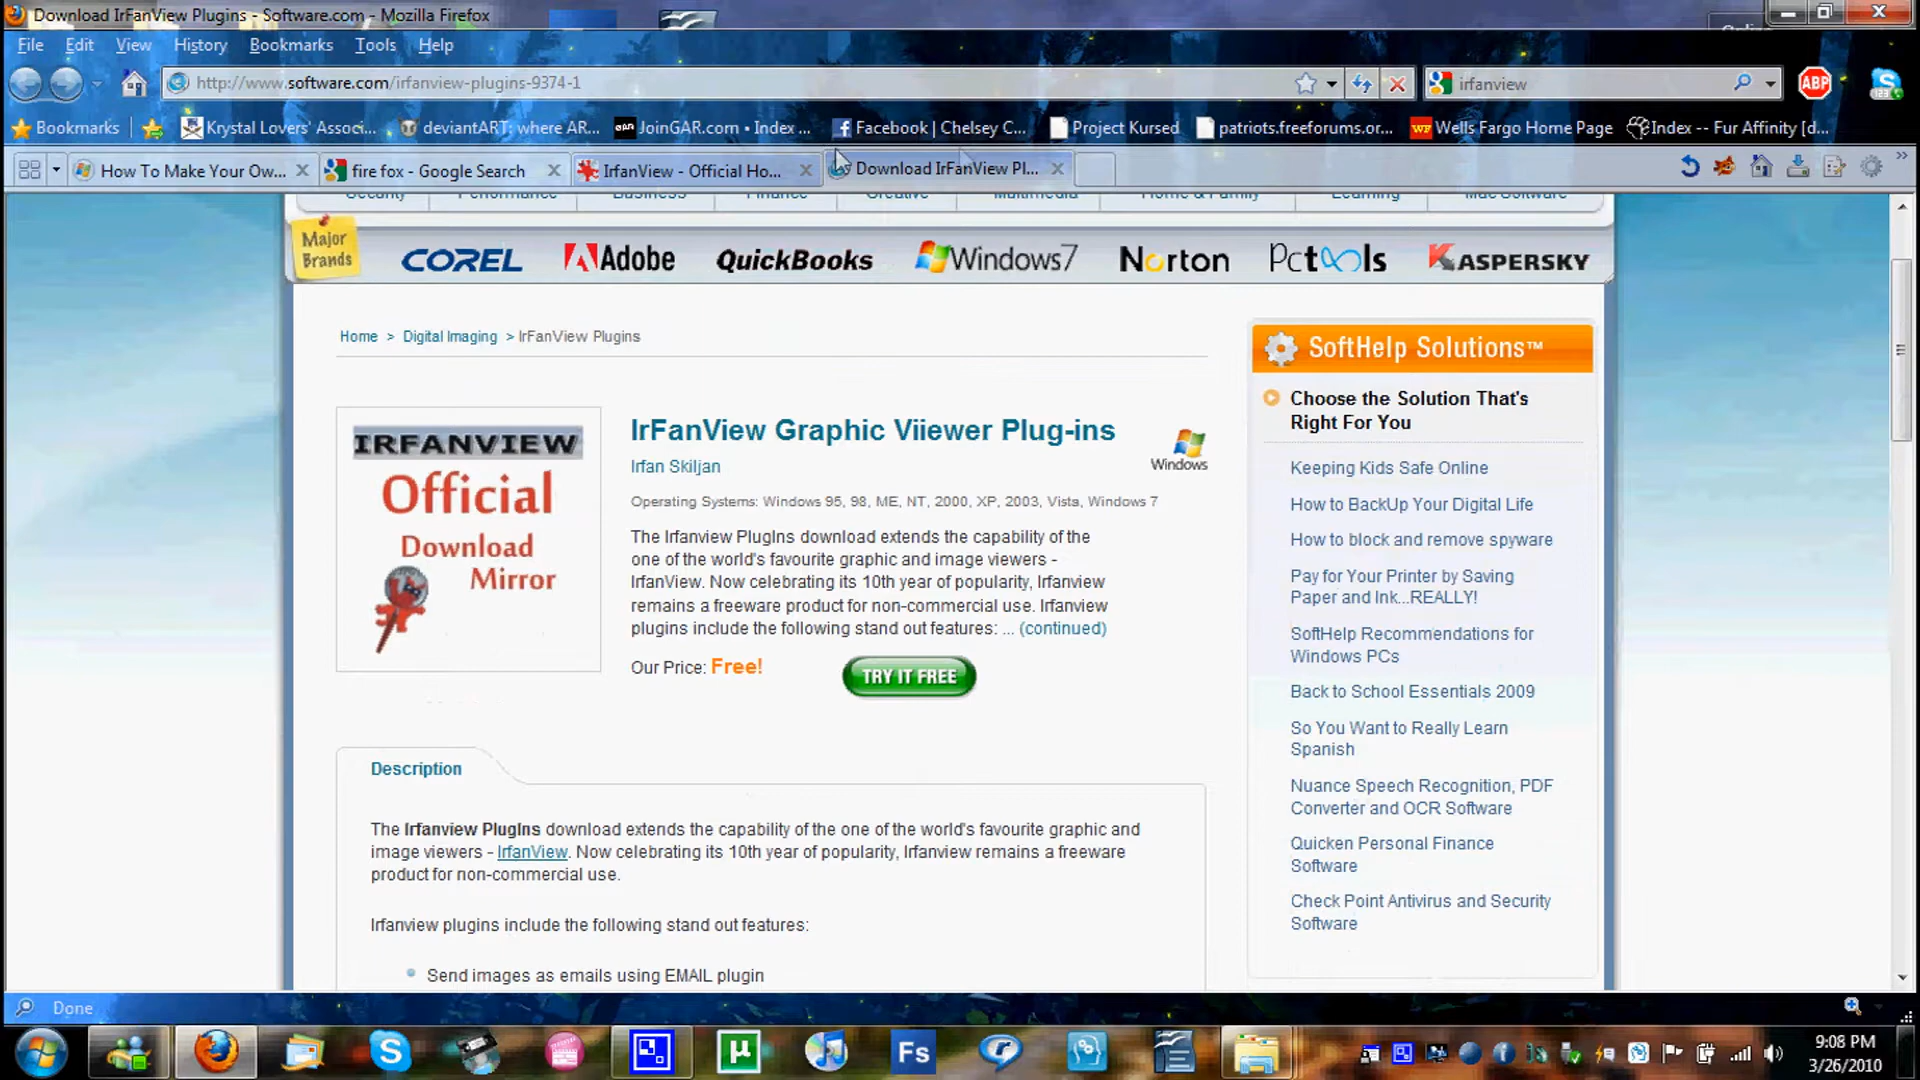 Download IrFanView Plugins - Software.com - Mozilla Firefox
File Edit View History Bookmarks Tools Help
http://www.software.com/irfanview-plugins-9374-1
irfanview
ABP
Bookmarks
Krystal Lovers' Associ...
deviantART: where AR...
JoinGAR.com • Index ...
Facebook | Chelsey C...
Project Kursed
patriots.freeforums.or...
Wells Fargo Home Page
Index -- Fur Affinity [d...
How To Make Your Ow...
fire fox - Google Search
IrfanView - Official Ho...
Download IrFanView Pl...
Security Performance Business Finance Creative Multimedia Home & Family Learning Mac Software
Major Brands
COREL
Adobe
QuickBooks
Windows7
Norton
Pctools
KASPERSKY
Home > Digital Imaging > IrFanView Plugins
IRFANVIEW
Official
Download
Mirror
IrFanView Graphic Viiewer Plug-ins
Irfan Skiljan
Windows
Operating Systems: Windows 95, 98, ME, NT, 2000, XP, 2003, Vista, Windows 7
The Irfanview PlugIns download extends the capability of the
one of the world's favourite graphic and image viewers -
IrfanView. Now celebrating its 10th year of popularity, Irfanview
remains a freeware product for non-commercial use. Irfanview
plugins include the following stand out features: ... (continued)
Our Price: Free!
TRY IT FREE
Description
The Irfanview PlugIns download extends the capability of the one of the world's favourite graphic and
image viewers - IrfanView. Now celebrating its 10th year of popularity, Irfanview remains a freeware
product for non-commercial use.
Irfanview plugins include the following stand out features:
Send images as emails using EMAIL plugin
SoftHelp Solutions™
Choose the Solution That's
Right For You
Keeping Kids Safe Online
How to BackUp Your Digital Life
How to block and remove spyware
Pay for Your Printer by Saving
Paper and Ink...REALLY!
SoftHelp Recommendations for
Windows PCs
Back to School Essentials 2009
So You Want to Really Learn
Spanish
Nuance Speech Recognition, PDF
Converter and OCR Software
Quicken Personal Finance
Software
Check Point Antivirus and Security
Software
Done
Fs
9:08 PM
3/26/2010